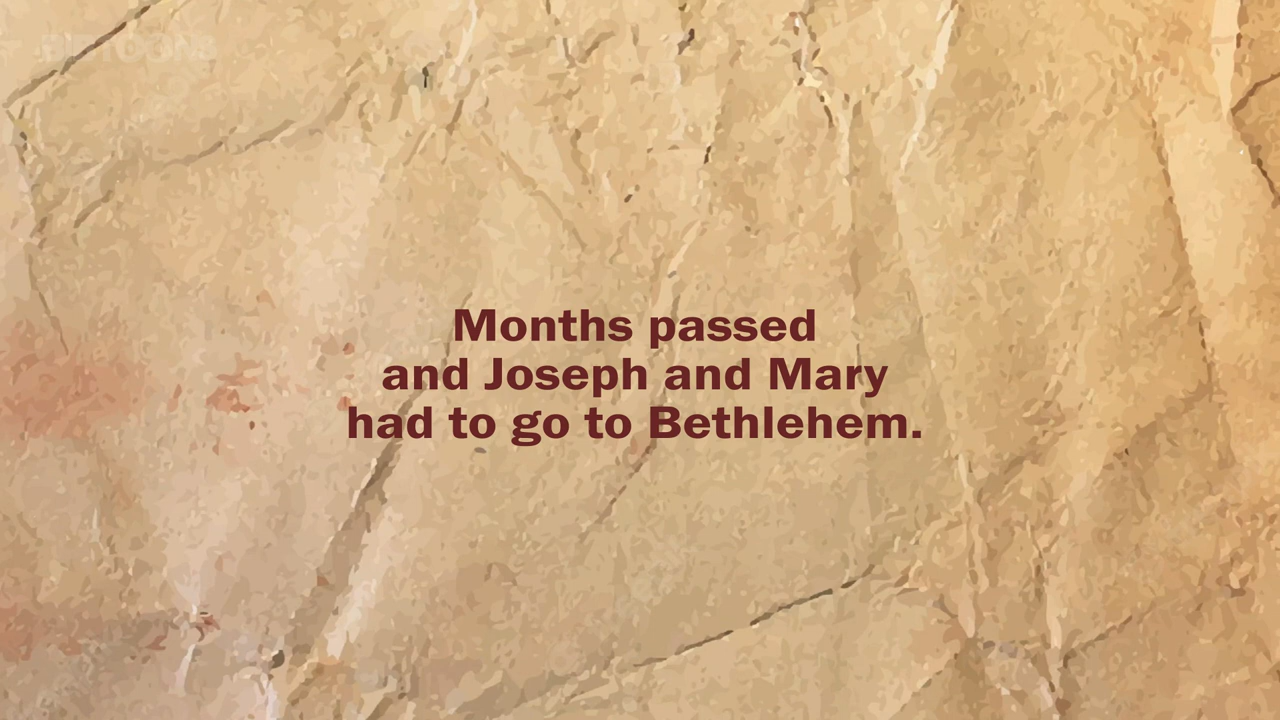 Months passed
and Joseph and Mary
had to go to Bethlehem.